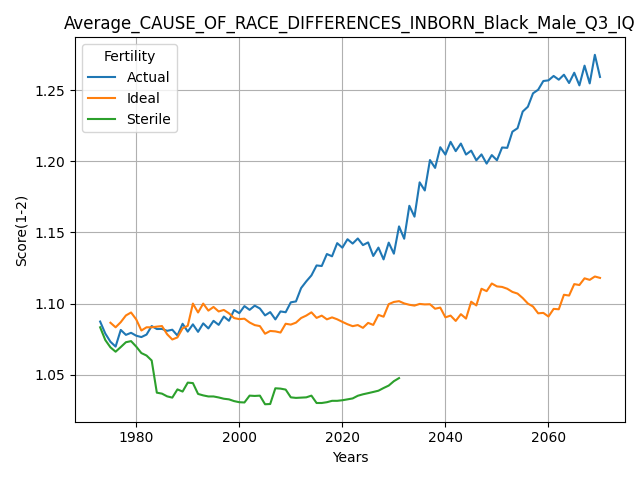 Average_CAUSE_OF_RACE_DIFFERENCES_INBORN_Black_Male_Q3_IQ
Fertility
Actual
Ideal
Sterile
Score(1-2)
1.25
1.20
1.15
1.10
1.05
1980
2000
2020
2040
2060
Years